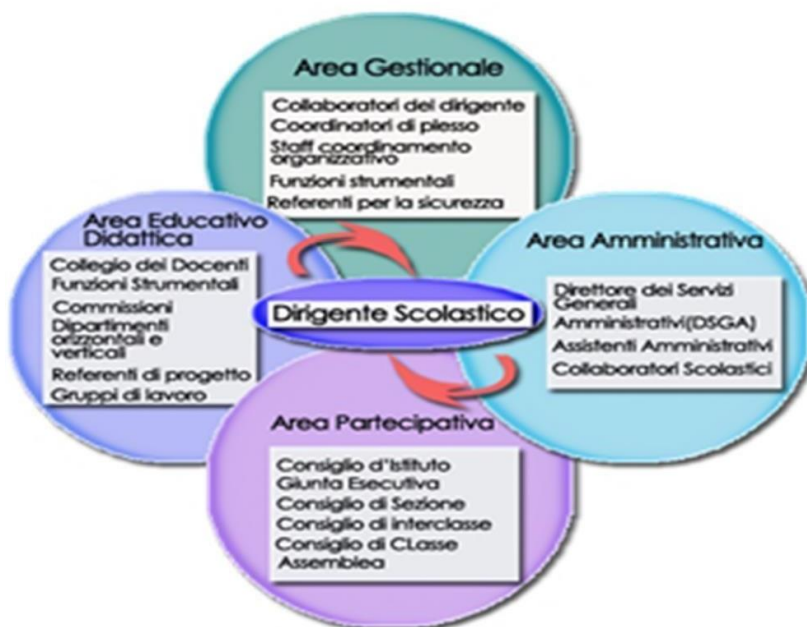 Area Gestionale
Collaboratori del dirigente
Coordinatori di plesso
Staff coordinamento
organizzativo
Funzioni strumentali
Referenti per la sicurezza
Area Educativo
Didattica
Collegio dei Docenti
Funzioni Strumentali
Commissioni
Dipartimenti
orizzontali e
verticali
Referenti di progetto
Gruppi di lavoro
Dirigente Scolastico
Area Amministrativa
Direttore dei Servizi
Generali
Amministrativi(DSGA)
Assistenti Amministrativi
Collaboratori Scolastici
Area Partecipativa
Consiglio d'Istituto
Giunta Esecutiva
Consiglio di Sezione
Consiglio di interclasse
Consiglio di CLasse
Assemblea